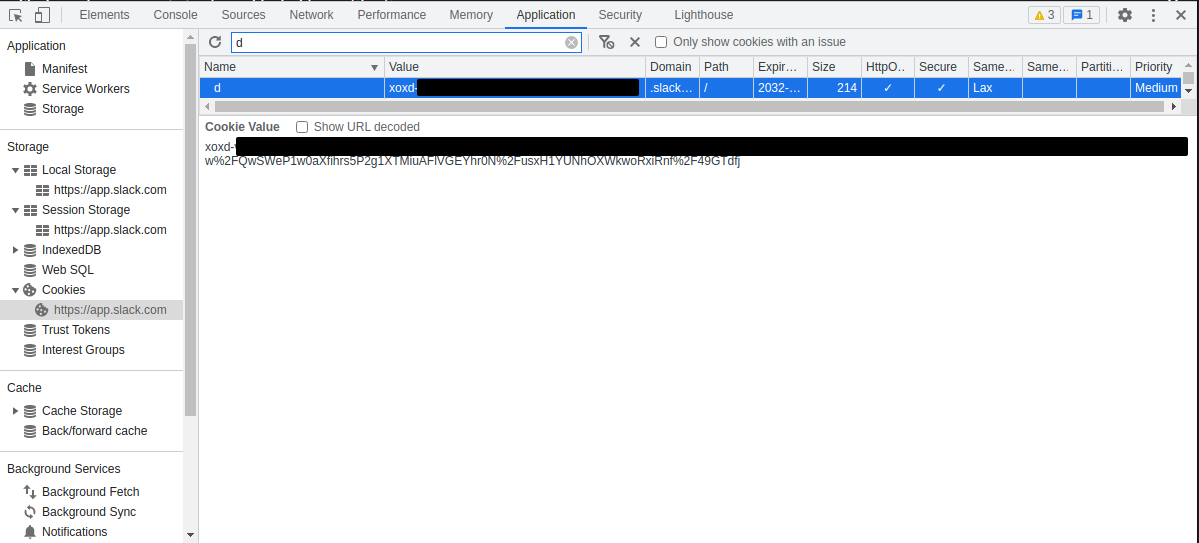 Elements Console Sources Network Performance Memory Application Security Lighthouse 3 1
Application
Manifest
Service Workers
Storage
Storage
Local Storage
https://app.slack.com
Session Storage
https://app.slack.com
IndexedDB
Web SQL
Cookies
https://app.slack.com
Trust Tokens
Interest Groups
Cache
Cache Storage
Back/forward cache
Background Services
Background Fetch
Background Sync
Notifications
d Only show cookies with an issue
Name Value Domain Path Expir... Size HttpO... Secure Same... Same... Partiti... Priority
d xoxd- .slack... / 2032-... 214 ✓ ✓ Lax Medium
Cookie Value Show URL decoded
xoxd-
w%2FQwSWeP1w0aXfihrs5P2g1XTMiuAFlVGEYhr0N%2FusxH1YUNhOXWkwoRxiRnf%2F49GTdfj